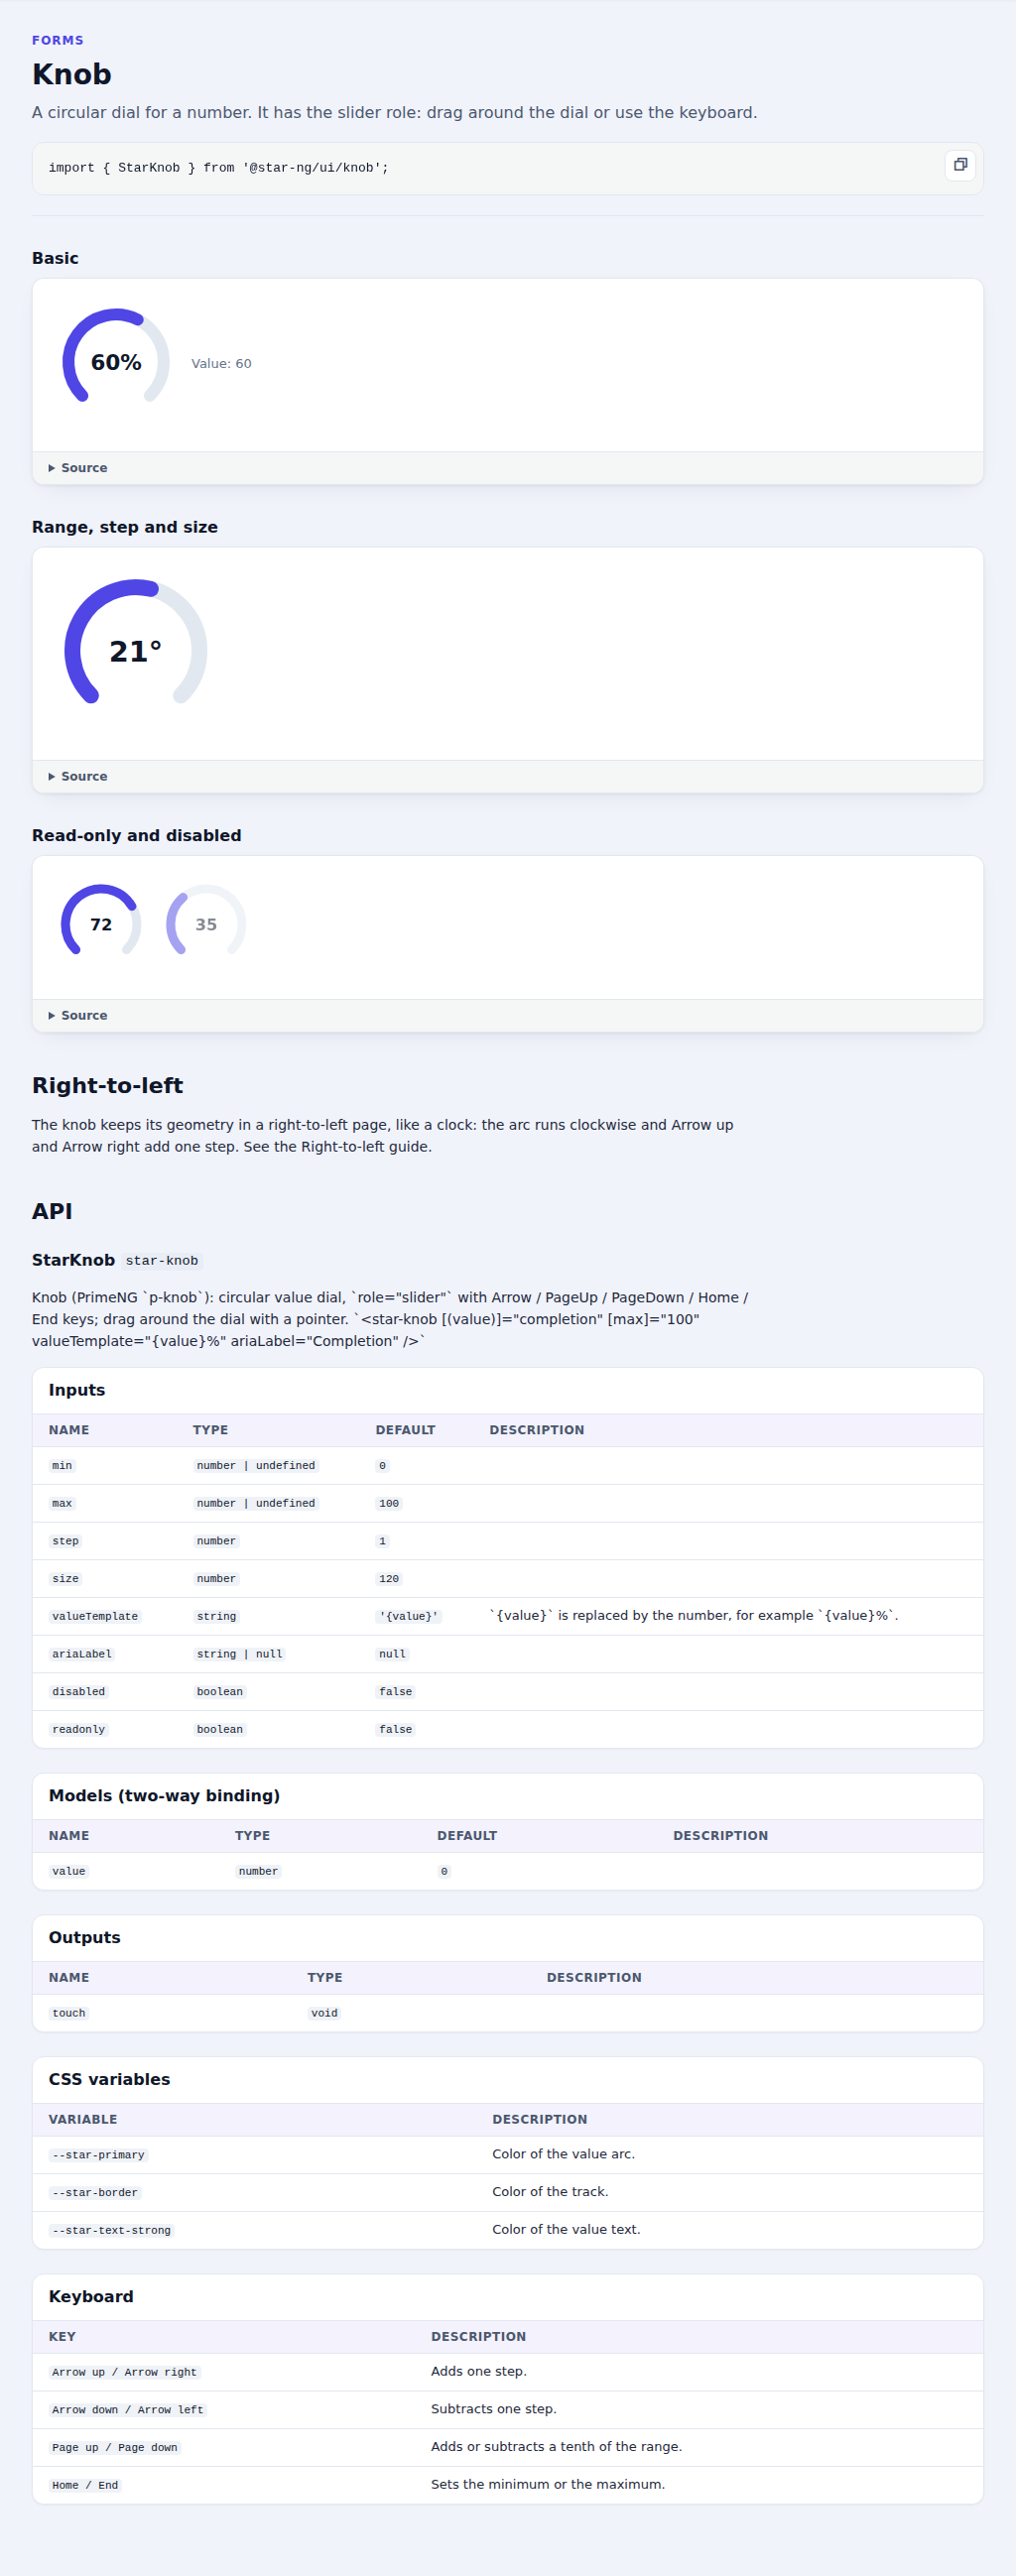 FORMS
Knob
A circular dial for a number. It has the slider role: drag around the dial or use the keyboard.
import { StarKnob } from '@star-ng/ui/knob';
Basic
60%
Value: 60
Source
Range, step and size
21°
Source
Read-only and disabled
72
35
Source
Right-to-left
The knob keeps its geometry in a right-to-left page, like a clock: the arc runs clockwise and Arrow up
and Arrow right add one step. See the Right-to-left guide.
API
StarKnob star-knob
Knob (PrimeNG `p-knob`): circular value dial, `role="slider"` with Arrow / PageUp / PageDown / Home /
End keys; drag around the dial with a pointer. `<star-knob [(value)]="completion" [max]="100"
valueTemplate="{value}%" ariaLabel="Completion" />`
Inputs
NAME TYPE DEFAULT DESCRIPTION
min number | undefined 0
max number | undefined 100
step number 1
size number 120
valueTemplate string '{value}' `{value}` is replaced by the number, for example `{value}%`.
ariaLabel string | null null
disabled boolean false
readonly boolean false
Models (two-way binding)
NAME TYPE DEFAULT DESCRIPTION
value number 0
Outputs
NAME TYPE DESCRIPTION
touch void
CSS variables
VARIABLE DESCRIPTION
--star-primary Color of the value arc.
--star-border Color of the track.
--star-text-strong Color of the value text.
Keyboard
KEY DESCRIPTION
Arrow up / Arrow right Adds one step.
Arrow down / Arrow left Subtracts one step.
Page up / Page down Adds or subtracts a tenth of the range.
Home / End Sets the minimum or the maximum.